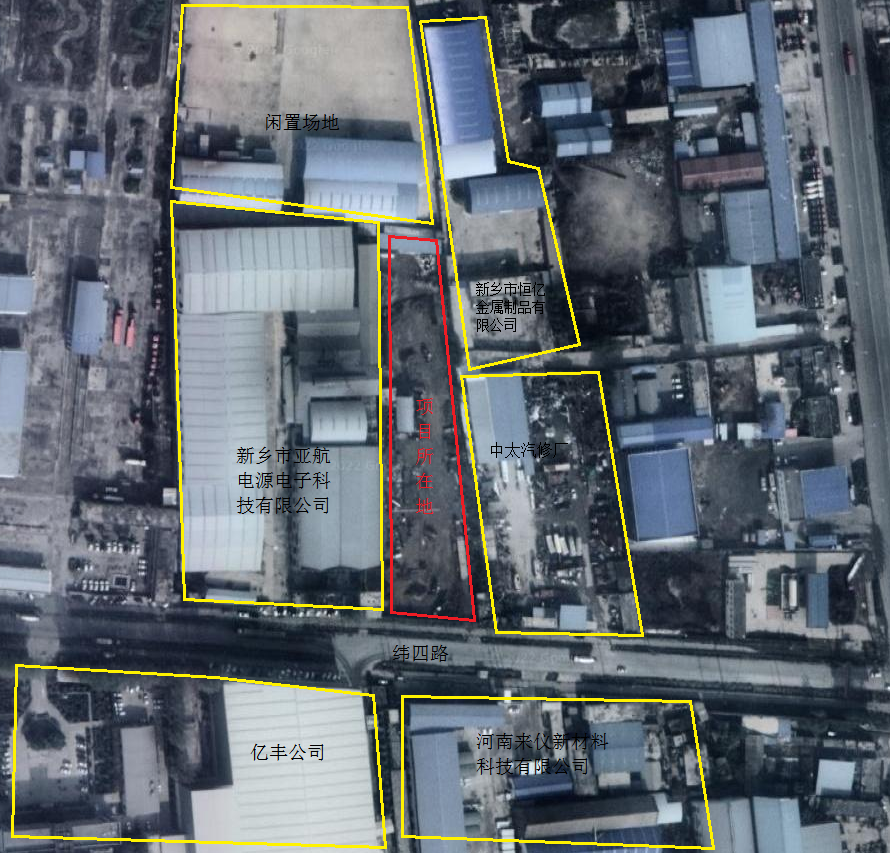 闲置场地
新乡市恒亿
金属制品有
限公司
项
目
所
在
地
中太汽修厂
新乡市亚航
电源电子科
技有限公司
纬四路
亿丰公司
河南来仪新材料
科技有限公司